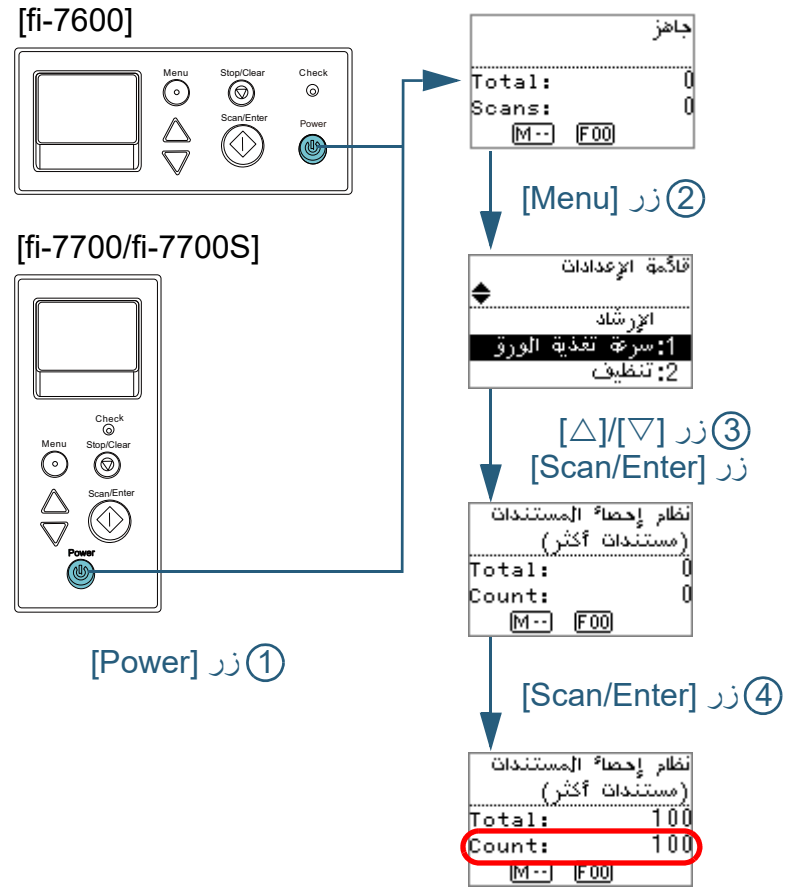 [fi-7600]
Menu
Stop/Clear
Check
Scan/Enter
Power
[fi-7700/fi-7700S]
Check
Menu
Stop/Clear
Scan/Enter
Power
① زر [Power]
جاهز
Total: 0
Scans: 0
M-- F00
② زر [Menu]
قائمة الإعدادات
الإرشاد
1: سرعة تغذية الورق
2: تنظيف
③ زر [▽]/[△]
زر [Scan/Enter]
نظام إحصاء المستندات
(مستندات أكثر)
Total: 0
Count: 0
M-- F00
④ زر [Scan/Enter]
نظام إحصاء المستندات
(مستندات أكثر)
Total: 100
Count: 100
M-- F00